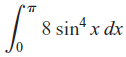 ∫₀^π 8 sin⁴ x dx